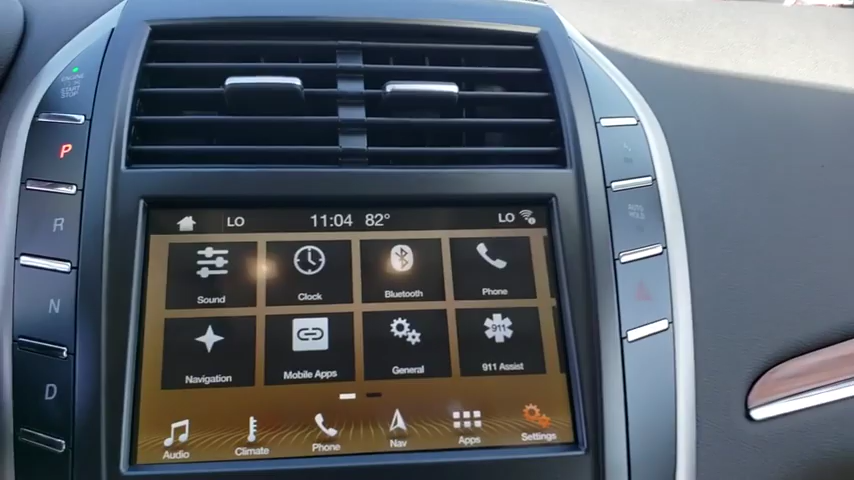 ENGINE
START
STOP
P
R
N
D
AUTO
HOLD
LO 11:04 82° LO
Sound Clock Bluetooth Phone
911
Navigation Mobile Apps General 911 Assist
Audio Climate Phone Nav Apps Settings